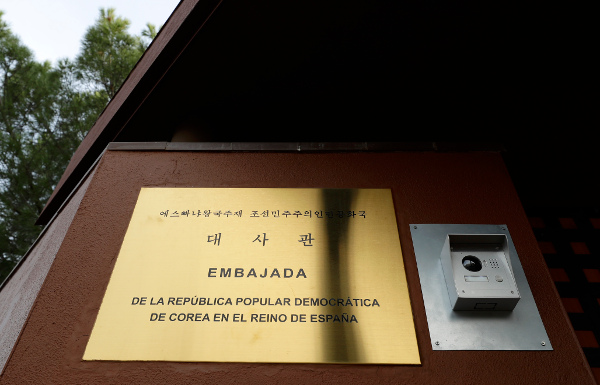 에스빠냐왕국주재 조선민주주의인민공화국
대 사 관
EMBAJADA
DE LA REPÚBLICA POPULAR DEMOCRÁTICA
DE COREA EN EL REINO DE ESPAÑA